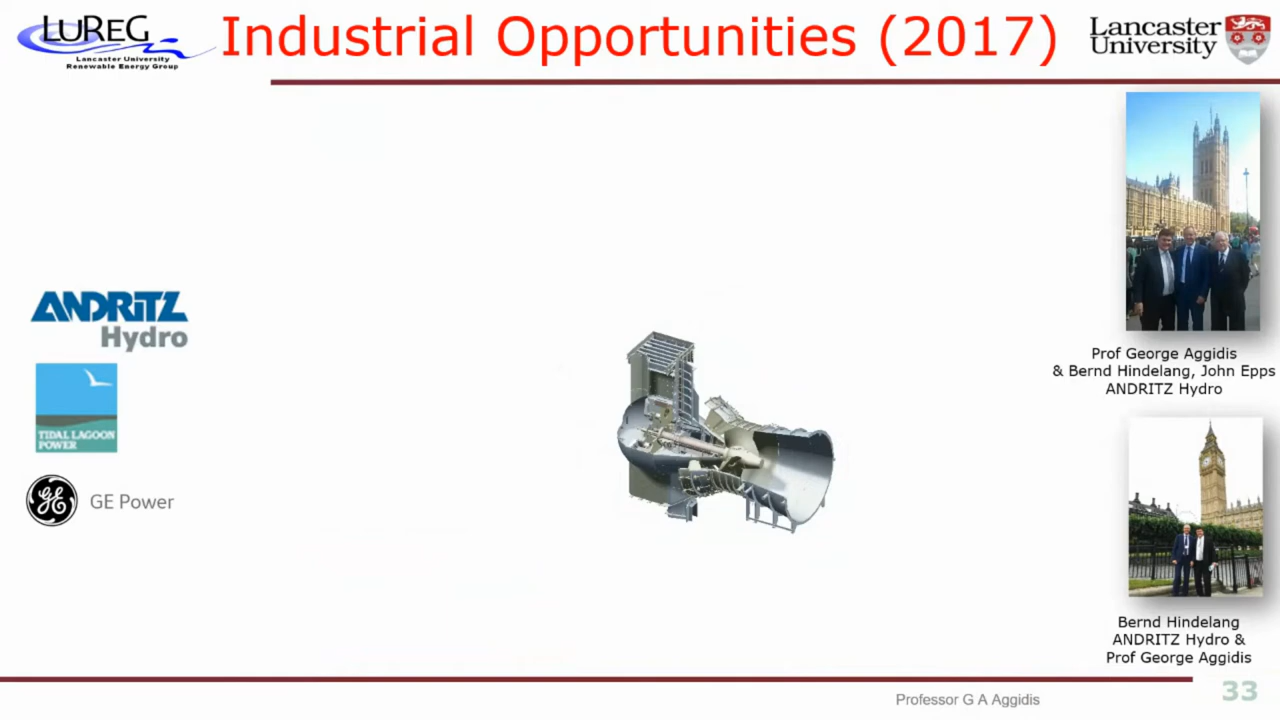 LUREG
Lancaster University
Renewable Energy Group
Industrial Opportunities (2017)
Lancaster
University
ANDRITZ
Hydro
TIDAL LAGOON
POWER
GE Power
Prof George Aggidis
& Bernd Hindelang, John Epps
ANDRITZ Hydro
Bernd Hindelang
ANDRITZ Hydro &
Prof George Aggidis
Professor G A Aggidis
33